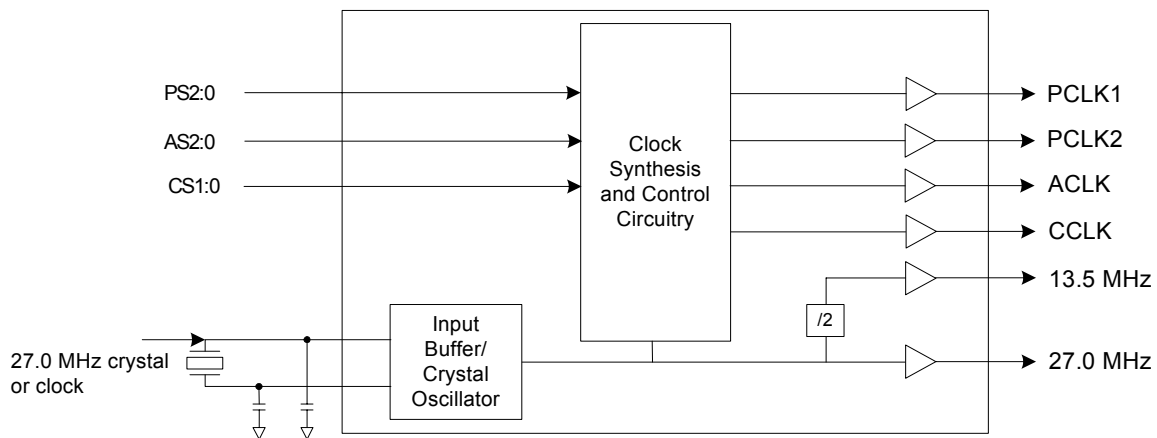 PS2:0
AS2:0
CS1:0
Clock
Synthesis
and Control
Circuitry
PCLK1
PCLK2
ACLK
CCLK
13.5 MHz
/2
27.0 MHz
Input
Buffer/
Crystal
Oscillator
27.0 MHz crystal
or clock